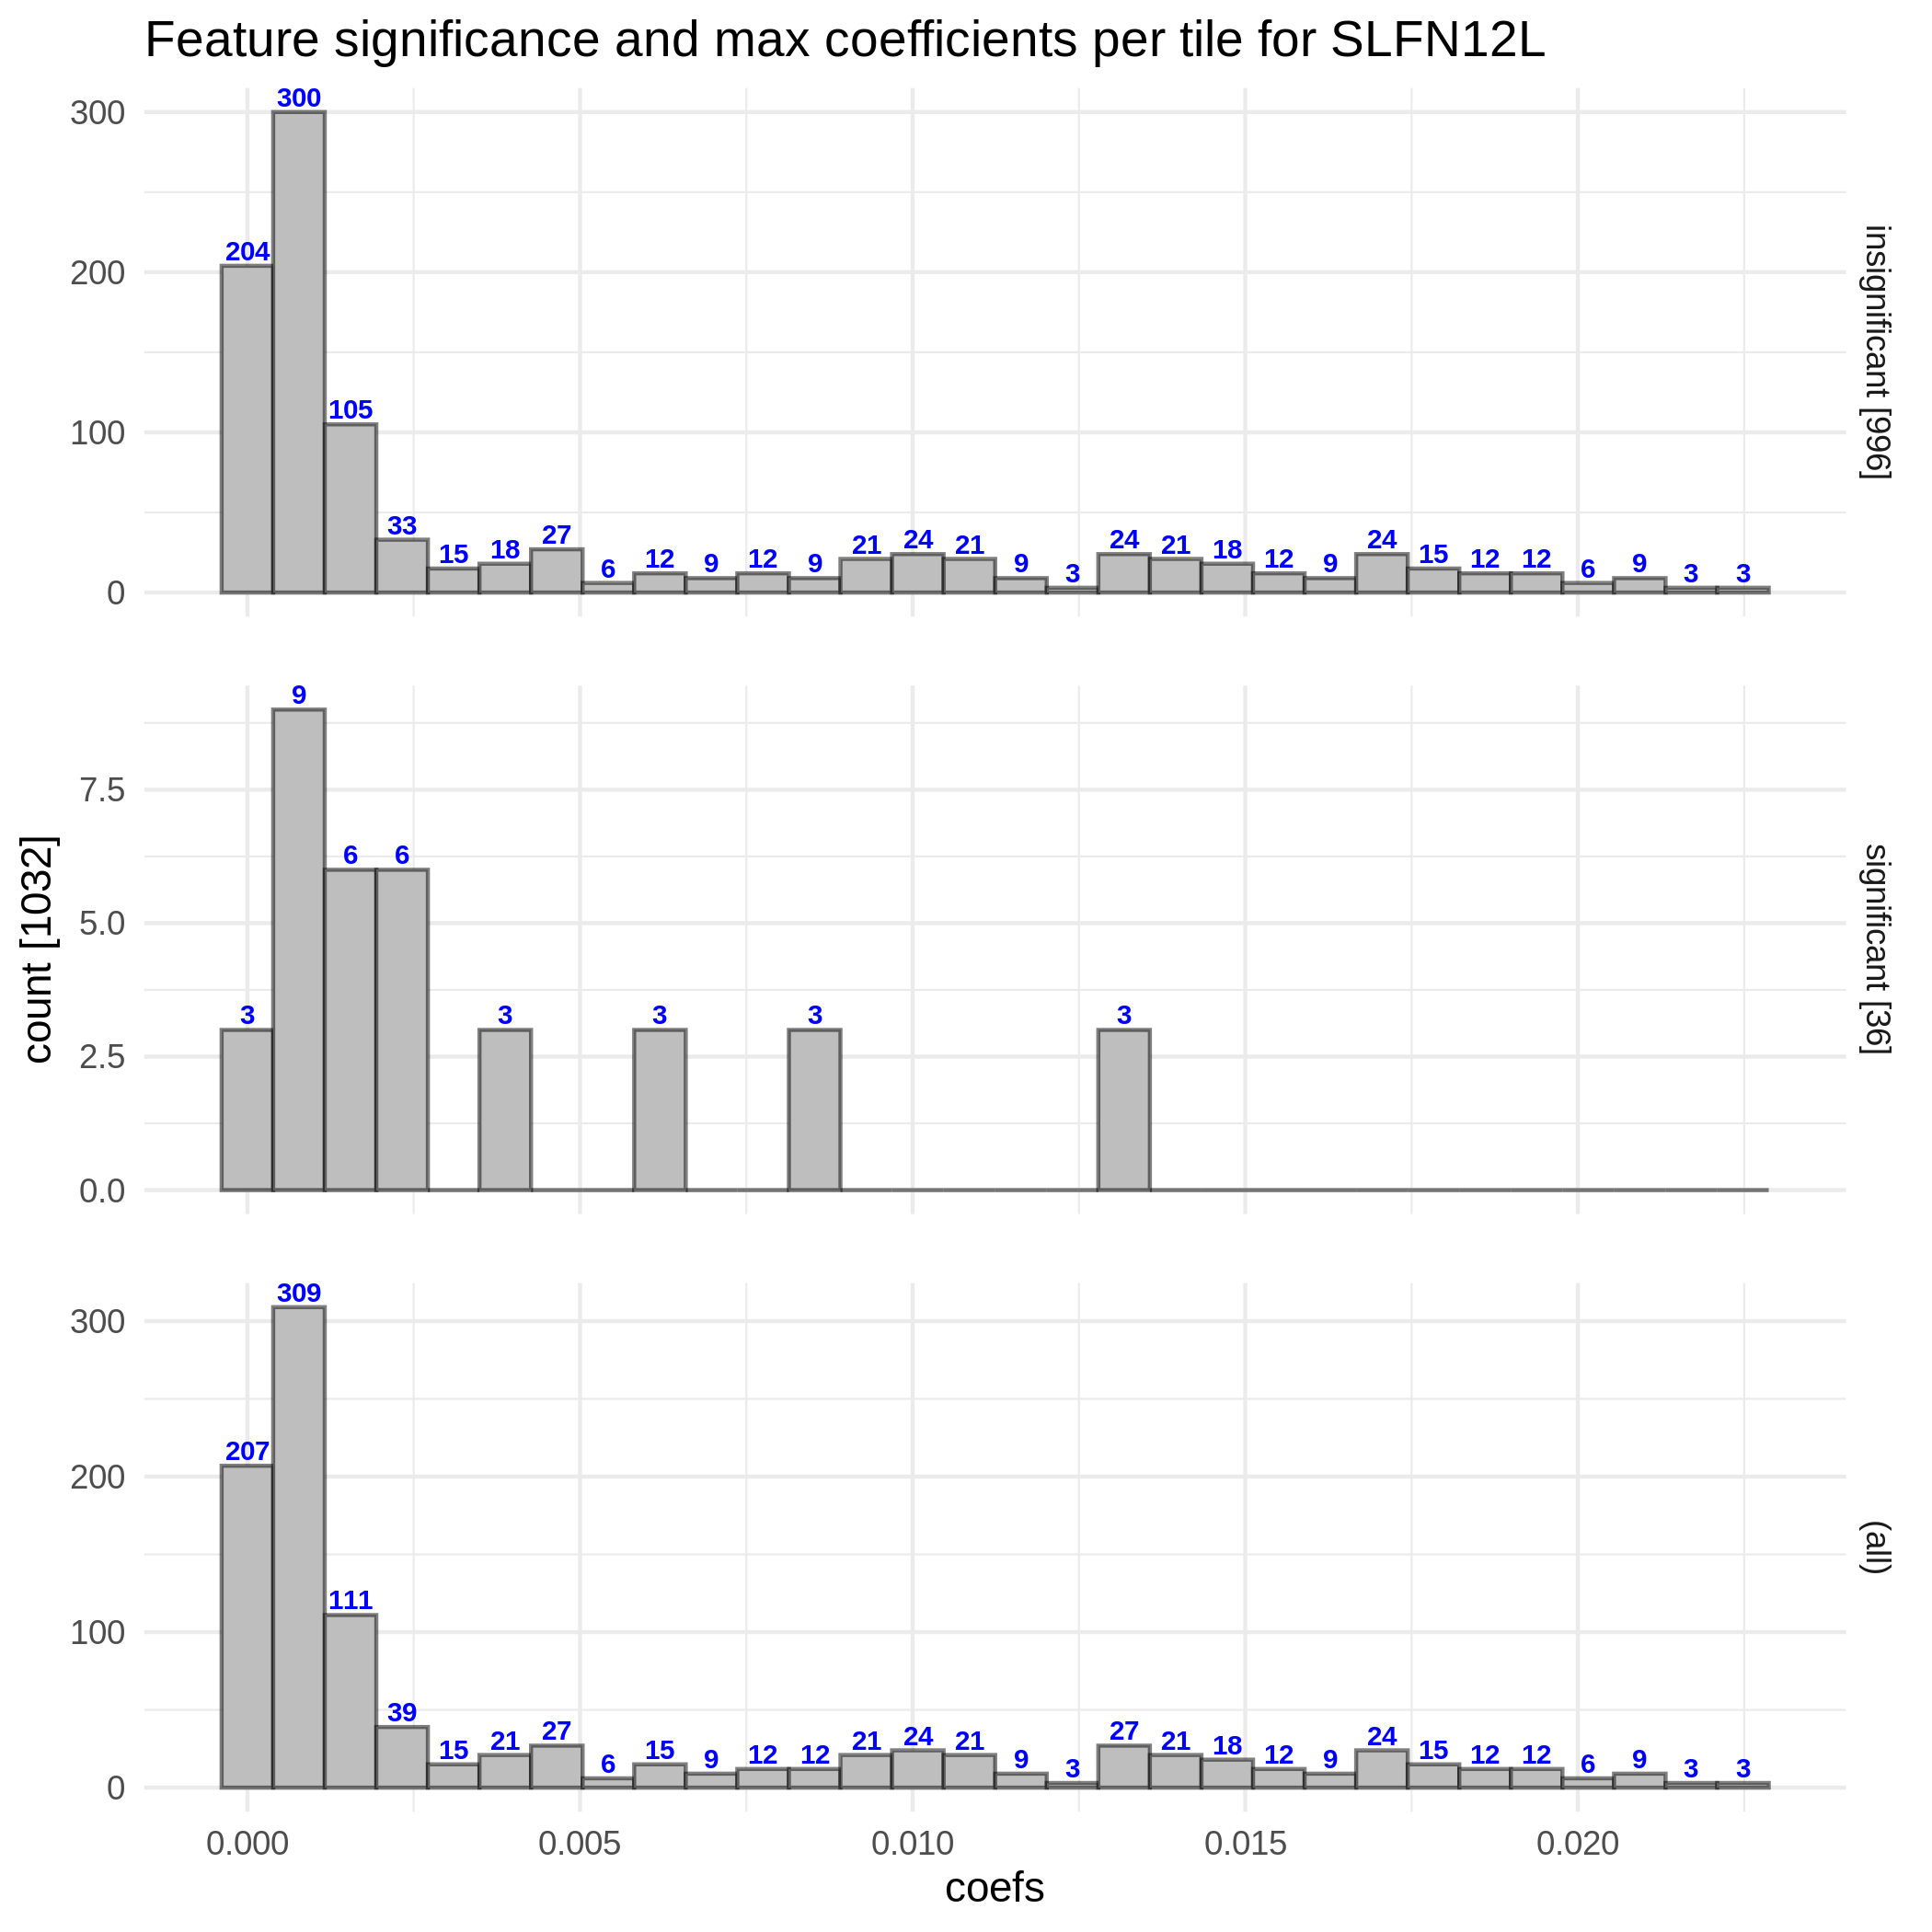 Feature significance and max coefficients per tile for SLFN12L
300
200
100
0
204 300 105 33 15 18 27 6 12 9 12 9 21 24 21 9 3 24 21 18 12 9 24 15 12 12 6 9 3 3
insignificant [996]
count [1032]
7.5
5.0
2.5
0.0
3 9 6 6 3 3 3 3
significant [36]
300
200
100
0
207 309 111 39 15 21 27 6 15 9 12 12 21 24 21 9 3 27 21 18 12 9 24 15 12 12 6 9 3 3
(all)
0.000 0.005 0.010 0.015 0.020
coefs